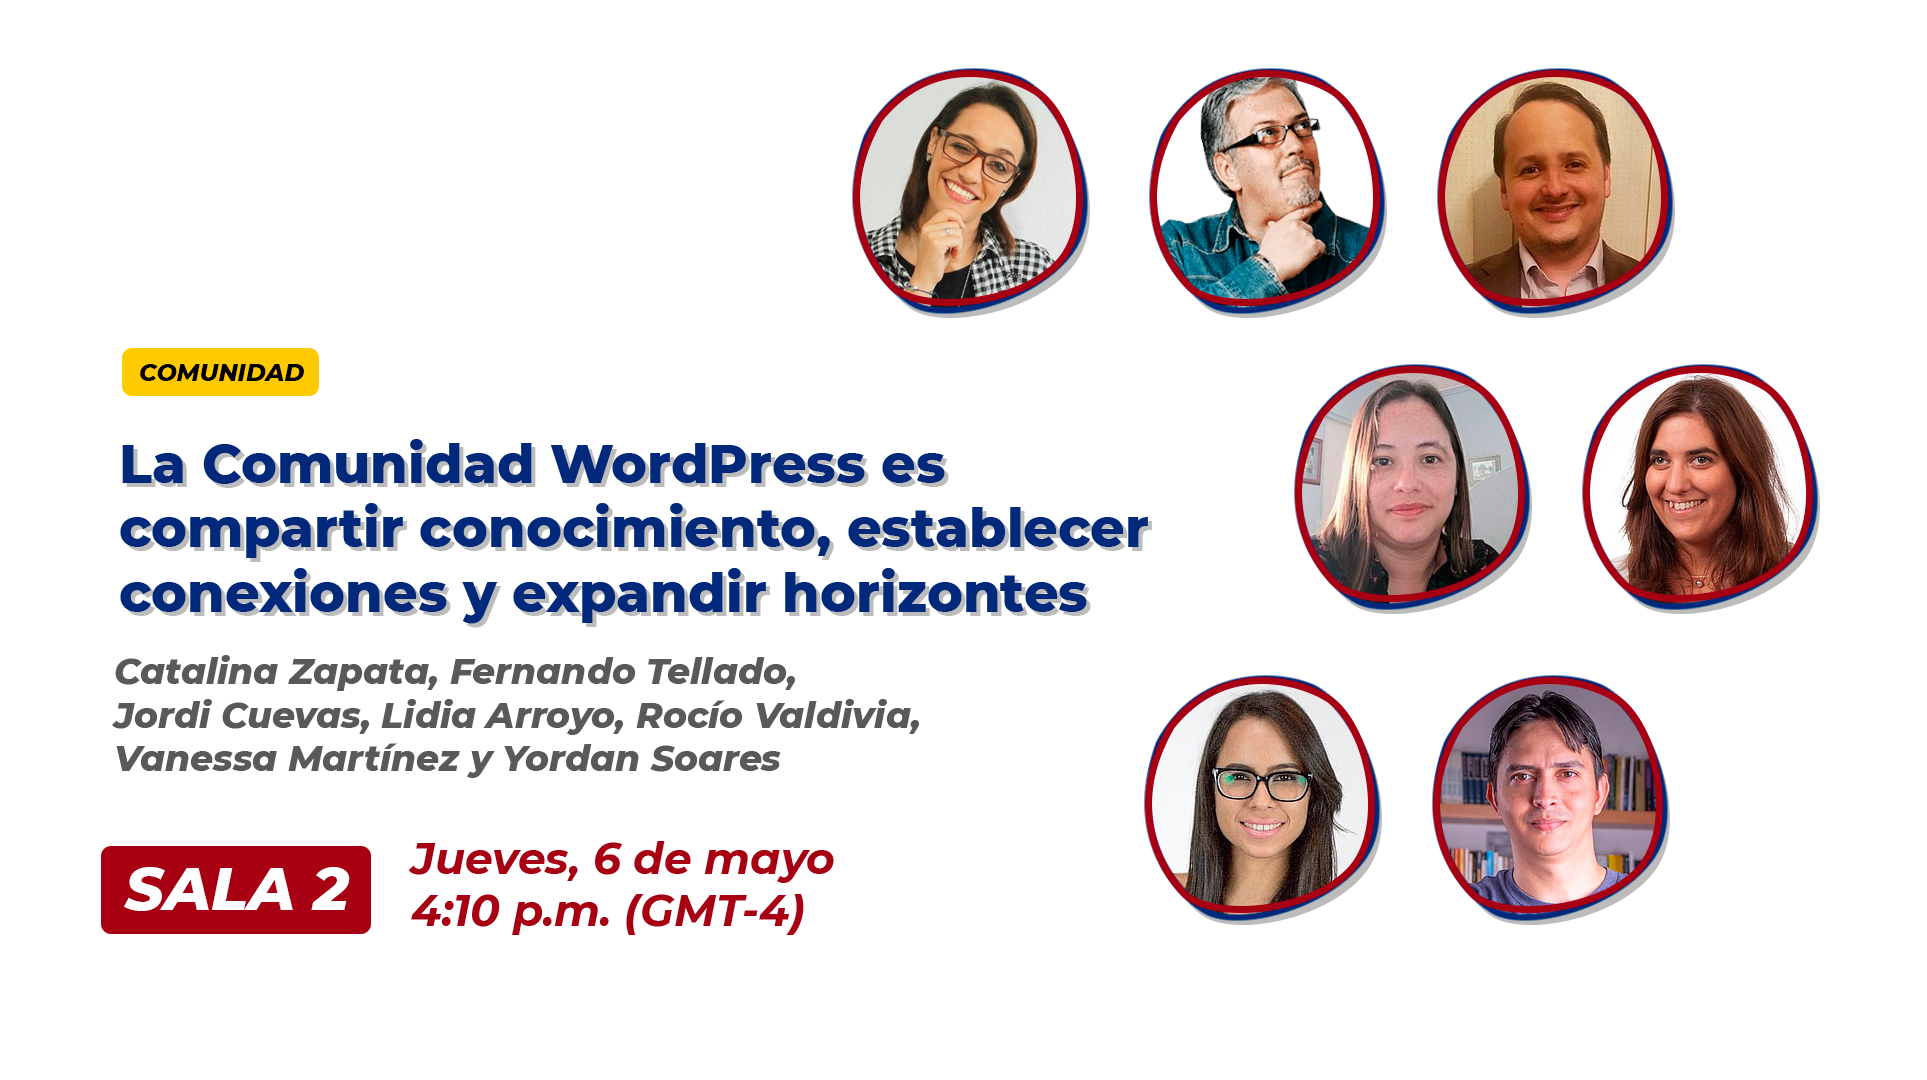 COMUNIDAD
La Comunidad WordPress es
compartir conocimiento, establecer
conexiones y expandir horizontes
Catalina Zapata, Fernando Tellado,
Jordi Cuevas, Lidia Arroyo, Rocío Valdivia,
Vanessa Martínez y Yordan Soares
SALA 2
Jueves, 6 de mayo
4:10 p.m. (GMT-4)